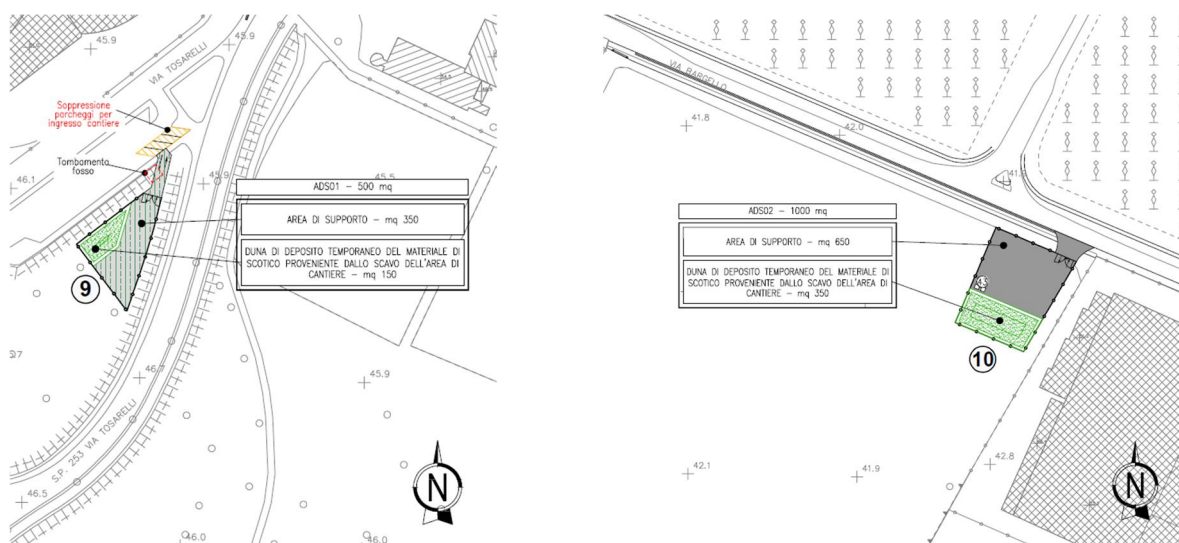 45.9
45.9
VIA TOSARELLI
Soppressione
parcheggi per
ingresso cantiere
Tombamento
fosso
46.1
45.9
45.5
ADS01 - 500 mq
AREA DI SUPPORTO - mq 350
DUNA DI DEPOSITO TEMPORANEO DEL MATERIALE DI
SCOTICO PROVENIENTE DALLO SCAVO DELL'AREA DI
CANTIERE - mq 150
9
46.7
45.9
S.P. 253 VIA TOSARELLI
46.5
46.0
46.0
N
VIA BARGELLO
41.8
42.0
ADS02 - 1000 mq
AREA DI SUPPORTO - mq 650
DUNA DI DEPOSITO TEMPORANEO DEL MATERIALE DI
SCOTICO PROVENIENTE DALLO SCAVO DELL'AREA DI
CANTIERE - mq 350
10
42.1
41.9
42.8
N